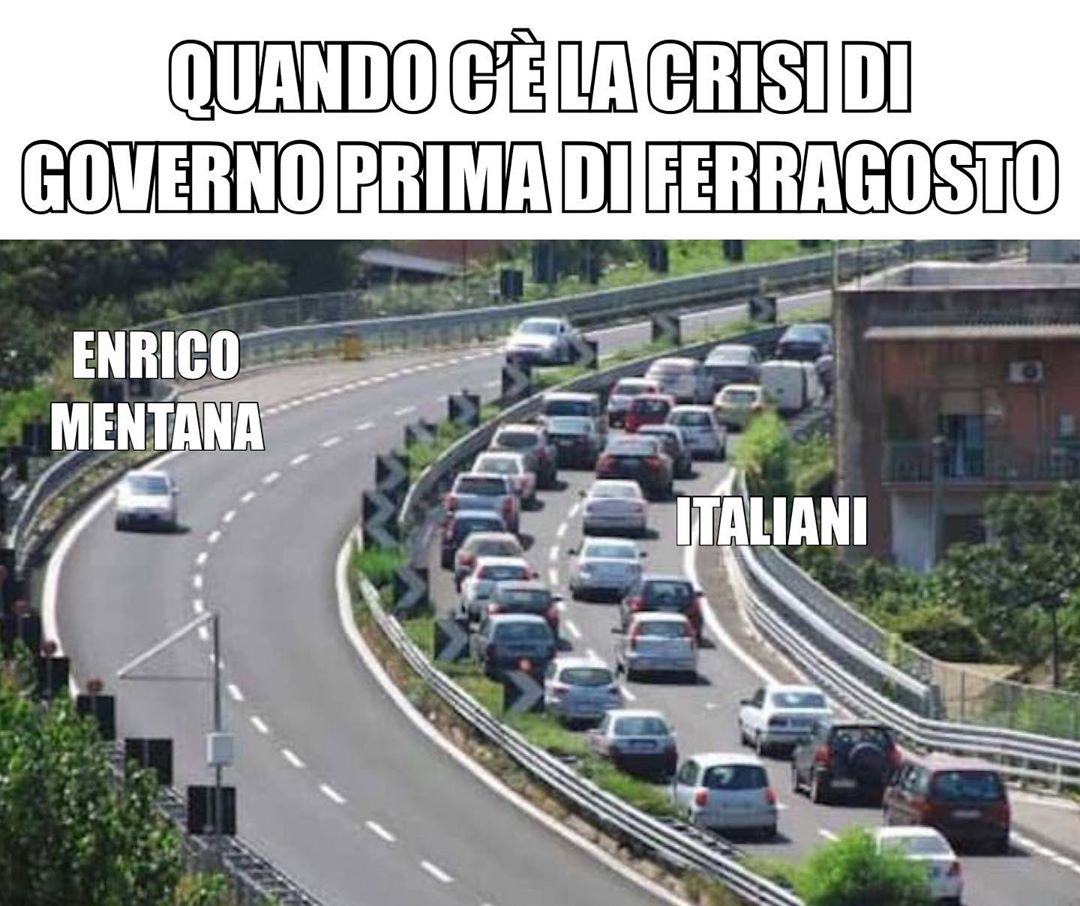 QUANDO C'È LA CRISI DI
GOVERNO PRIMA DI FERRAGOSTO
ENRICO
MENTANA
ITALIANI